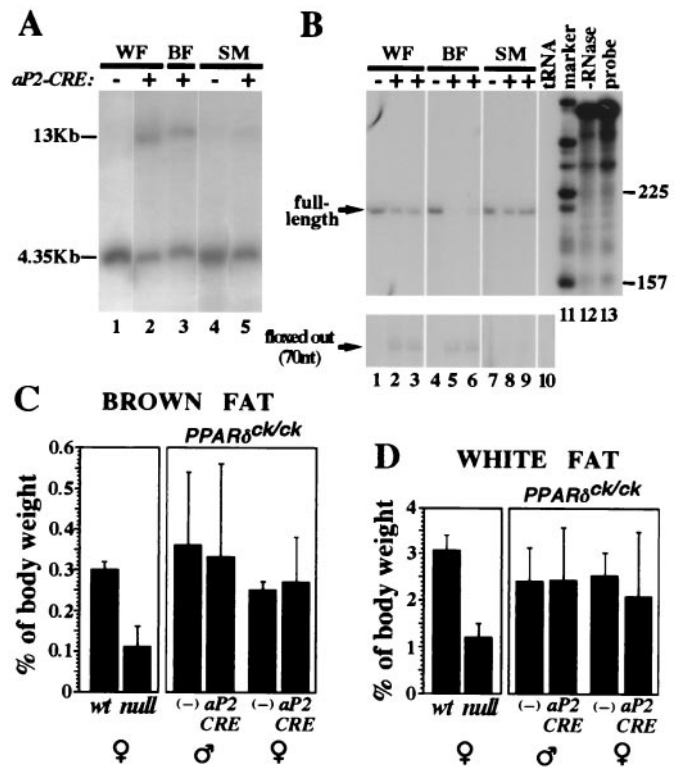 A
WF BF SM
aP2-CRE: - + + - +
13Kb
4.35Kb
1 2 3 4 5
B
WF BF SM
- + + - + + - + + tRNA marker -RNase probe
full-
length
225
157
11 12 13
floxed out
(70nt)
1 2 3 4 5 6 7 8 9 10
C BROWN FAT
PPARδck/ck
% of body weight
0.6
0.5
0.4
0.3
0.2
0.1
0
wt null (-) aP2 (-) aP2
CRE CRE
♀ ♂ ♀
D WHITE FAT
PPARδck/ck
% of body weight
4
3
2
1
0
wt null (-) aP2 (-) aP2
CRE CRE
♀ ♂ ♀